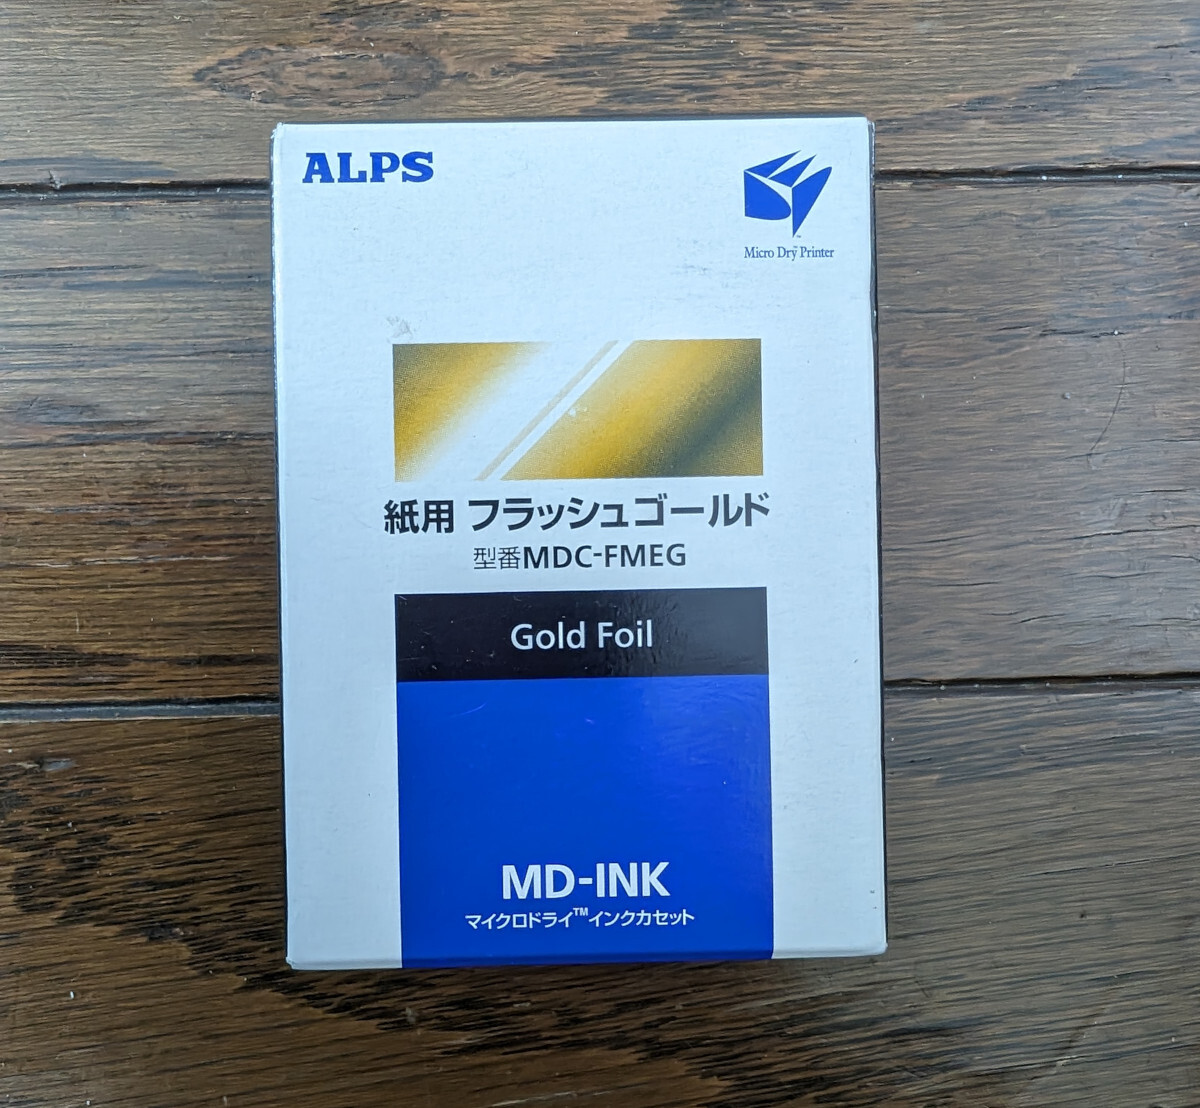 ALPS
Micro Dry™ Printer
紙用 フラッシュゴールド
型番MDC-FMEG
Gold Foil
MD-INK
マイクロドライ™インクカセット